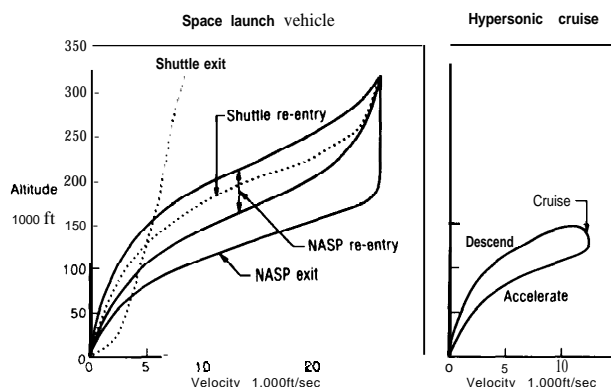 Space launch vehicle
Hypersonic cruise
350
300
250
200
150
100
50
0
Altitude
1000 ft
Shuttle exit
Shuttle re-entry
NASP re-entry
NASP exit
0 5 10 20
Velocity 1.000ft/sec
Cruise
Descend
Accelerate
0 5 10
Velocity 1.000ft/sec